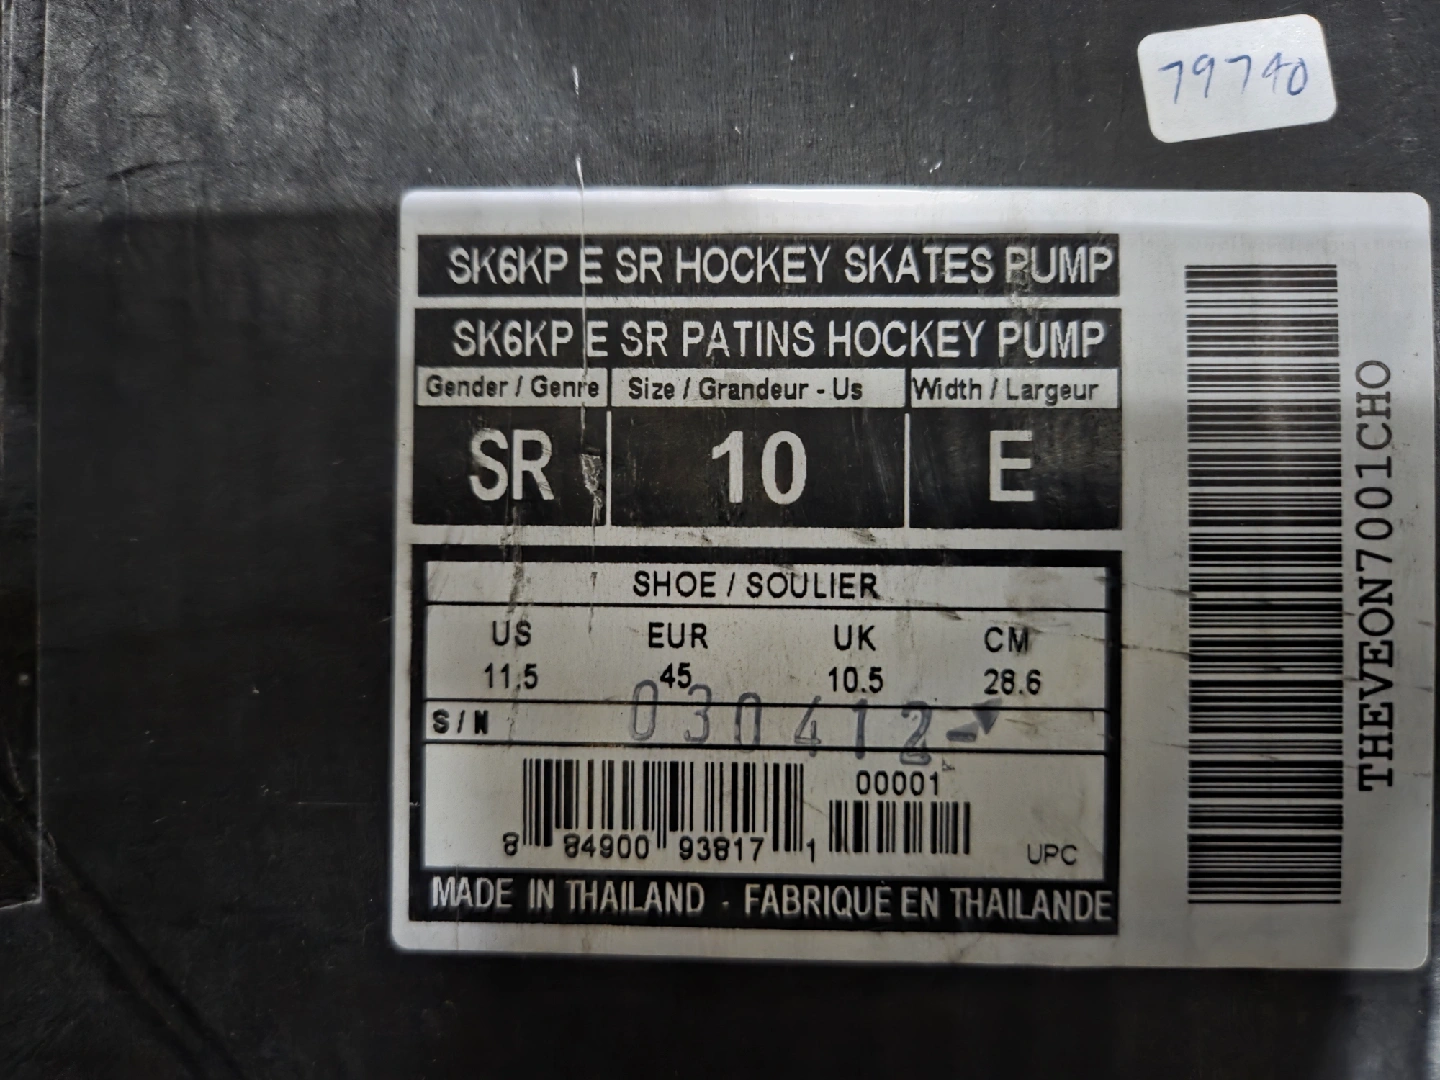 79740
SK6KP E SR HOCKEY SKATES PUMP
SK6KP E SR PATINS HOCKEY PUMP
Gender / Genre Size / Grandeur - Us Width / Largeur
SR 10 E
SHOE / SOULIER
US EUR UK CM
11.5 45 10.5 28.6
S/N 030412-
00001
8 84900 93817 1
UPC
MADE IN THAILAND - FABRIQUÉ EN THAILANDE
THEVEON7001CHO